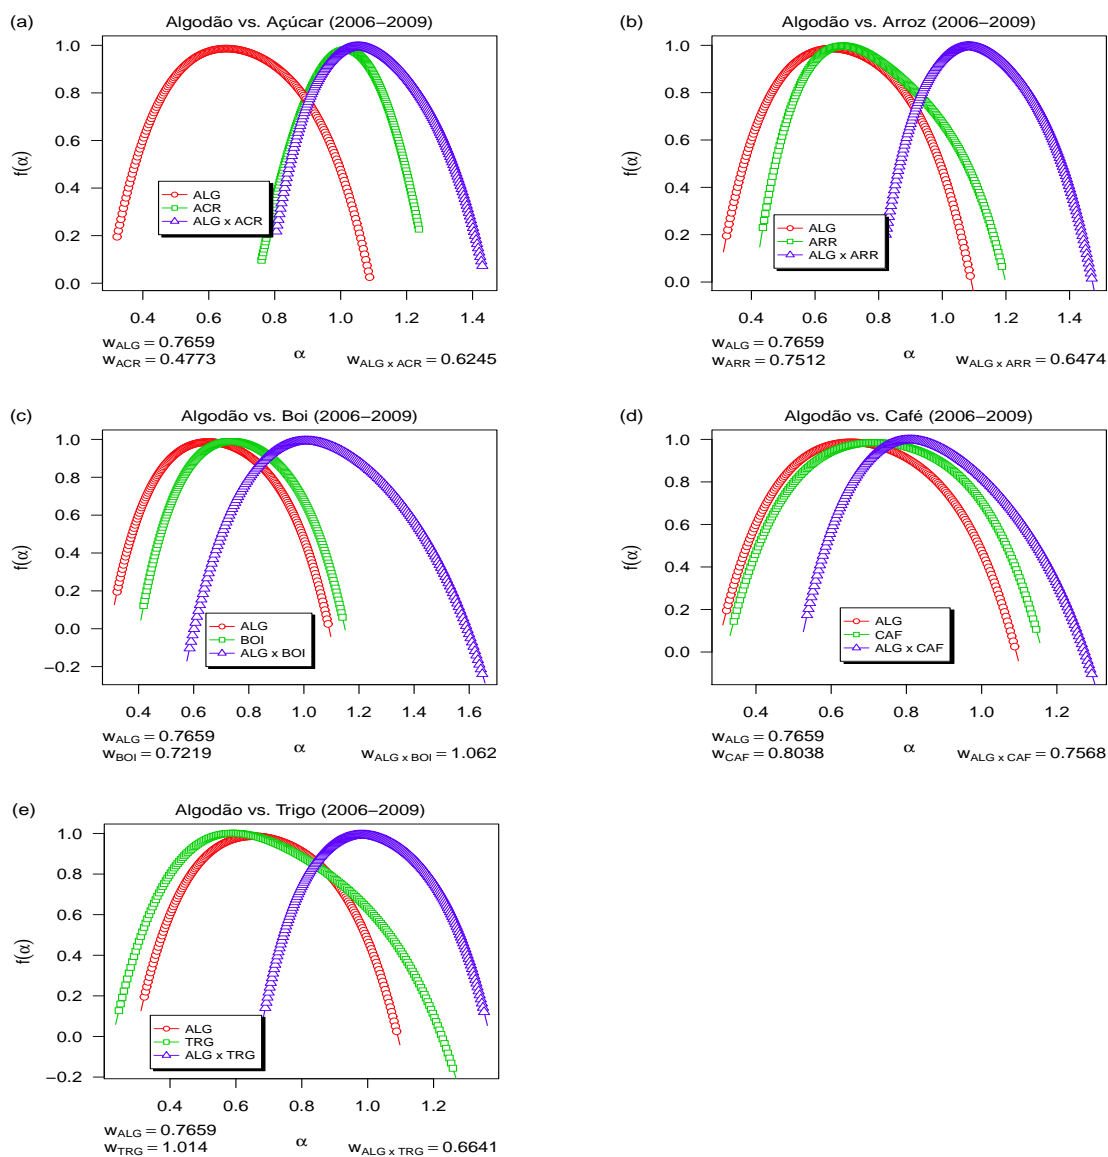 (a)
Algodão vs. Açúcar (2006−2009)
1.0
0.8
0.6
0.4
0.2
0.0
f(α)
ALG
ACR
ALG x ACR
0.4 0.6 0.8 1.0 1.2 1.4
α
wALG = 0.7659
wACR = 0.4773
wALG x ACR = 0.6245
(b)
Algodão vs. Arroz (2006−2009)
1.0
0.8
0.6
0.4
0.2
0.0
f(α)
ALG
ARR
ALG x ARR
0.4 0.6 0.8 1.0 1.2 1.4
α
wALG = 0.7659
wARR = 0.7512
wALG x ARR = 0.6474
(c)
Algodão vs. Boi (2006−2009)
1.0
0.8
0.6
0.4
0.2
0.0
−0.2
f(α)
ALG
BOI
ALG x BOI
0.4 0.6 0.8 1.0 1.2 1.4 1.6
α
wALG = 0.7659
wBOI = 0.7219
wALG x BOI = 1.062
(d)
Algodão vs. Café (2006−2009)
1.0
0.8
0.6
0.4
0.2
0.0
f(α)
ALG
CAF
ALG x CAF
0.4 0.6 0.8 1.0 1.2
α
wALG = 0.7659
wCAF = 0.8038
wALG x CAF = 0.7568
(e)
Algodão vs. Trigo (2006−2009)
1.0
0.8
0.6
0.4
0.2
0.0
−0.2
f(α)
ALG
TRG
ALG x TRG
0.4 0.6 0.8 1.0 1.2
α
wALG = 0.7659
wTRG = 1.014
wALG x TRG = 0.6641